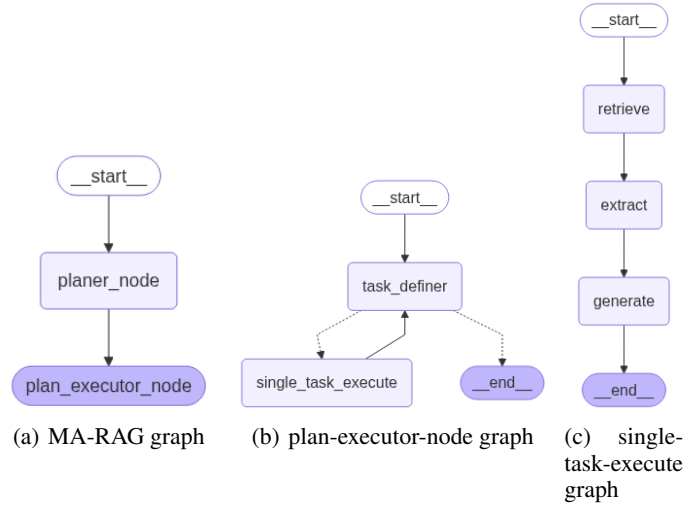 __start__
planer_node
plan_executor_node
(a) MA-RAG graph
__start__
task_definer
single_task_execute
__end__
(b) plan-executor-node graph
__start__
retrieve
extract
generate
__end__
(c) single-
task-execute
graph